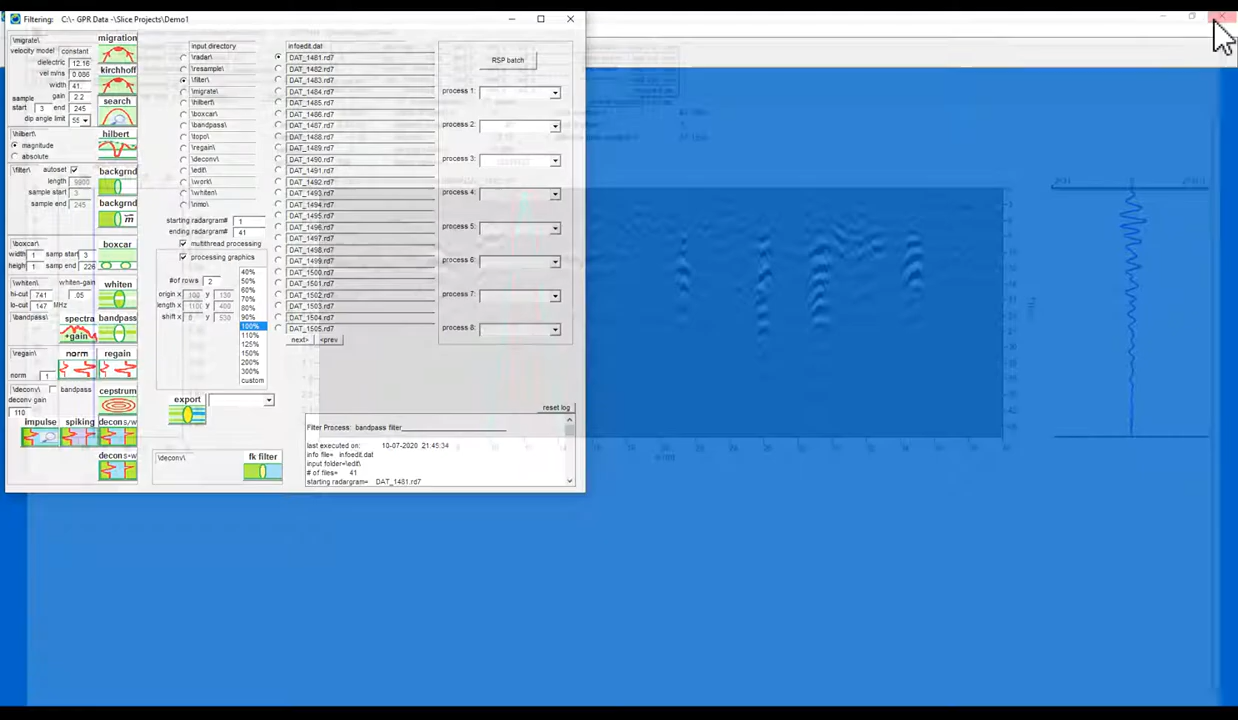 Filtering: C:\- GPR Data -\Slice Projects\Demo1
\migrate\
velocity model constant
dielectric 12.16
vel m/ns 0.086
width 41.
gain 2.2
sample
start 3 end 245
dip angle limit 55
migration
kirchhoff
search
\hilbert\
magnitude
absolute
hilbert
\filter\ autoset
length 9900
sample start 3
sample end 245
backgrnd
backgrnd
\boxcar\
width 1 samp start 3
heigh 1 samp end 226
boxcar
\whiten\ whiten-gain
hi-cut 741 .05
lo-cut 147 MHz
whiten
\bandpass\
spectra
+gain
bandpass
\regain\
norm 1
norm regain
\deconv\ bandpass
deconv gain
110
cepstrum
impulse spiking decon s/w
decon s+w
input directory
\radar\
\resample\
\filter\
\migrate\
\hilbert\
\boxcar\
\bandpass\
\topo\
\regain\
\deconv\
\edit\
\work\
\whiten\
\nmo\
starting radargram# 1
ending radargram# 41
multithread processing
processing graphics
#of rows 2
origin x 100 y 130
length x 1100 y 400
shift x 0 y 530
40%
50%
60%
70%
80%
90%
100%
110%
125%
150%
200%
300%
custom
export
\deconv\
fk filter
infoedit.dat
DAT_1481.rd7
DAT_1482.rd7
DAT_1483.rd7
DAT_1484.rd7
DAT_1485.rd7
DAT_1486.rd7
DAT_1487.rd7
DAT_1488.rd7
DAT_1489.rd7
DAT_1490.rd7
DAT_1491.rd7
DAT_1492.rd7
DAT_1493.rd7
DAT_1494.rd7
DAT_1495.rd7
DAT_1496.rd7
DAT_1497.rd7
DAT_1498.rd7
DAT_1499.rd7
DAT_1500.rd7
DAT_1501.rd7
DAT_1502.rd7
DAT_1503.rd7
DAT_1504.rd7
DAT_1505.rd7
next> <prev
RSP batch
process 1:
process 2:
process 3:
process 4:
process 5:
process 6:
process 7:
process 8:
reset log
Filter Process: bandpass filter
last executed on: 10-07-2020 21:45:34
info file= infoedit.dat
input folder=\edit\
# of files= 41
starting radargram= DAT_1481.rd7